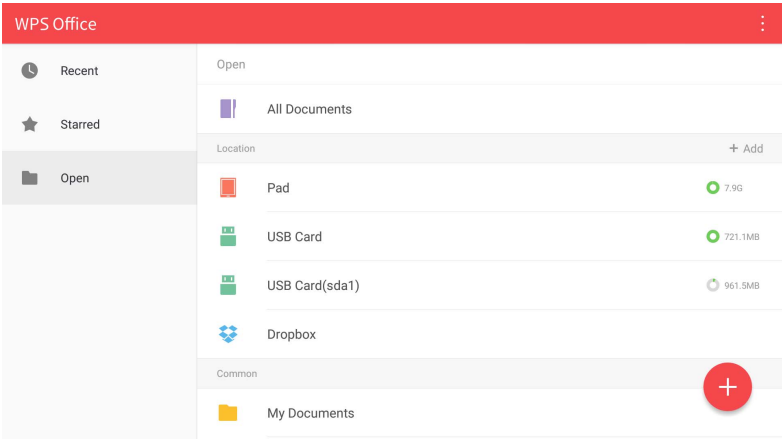 WPS Office
Recent
Starred
Open
Open
All Documents
Location + Add
Pad 7.9G
USB Card 721.1MB
USB Card(sda1) 961.5MB
Dropbox
Common
My Documents